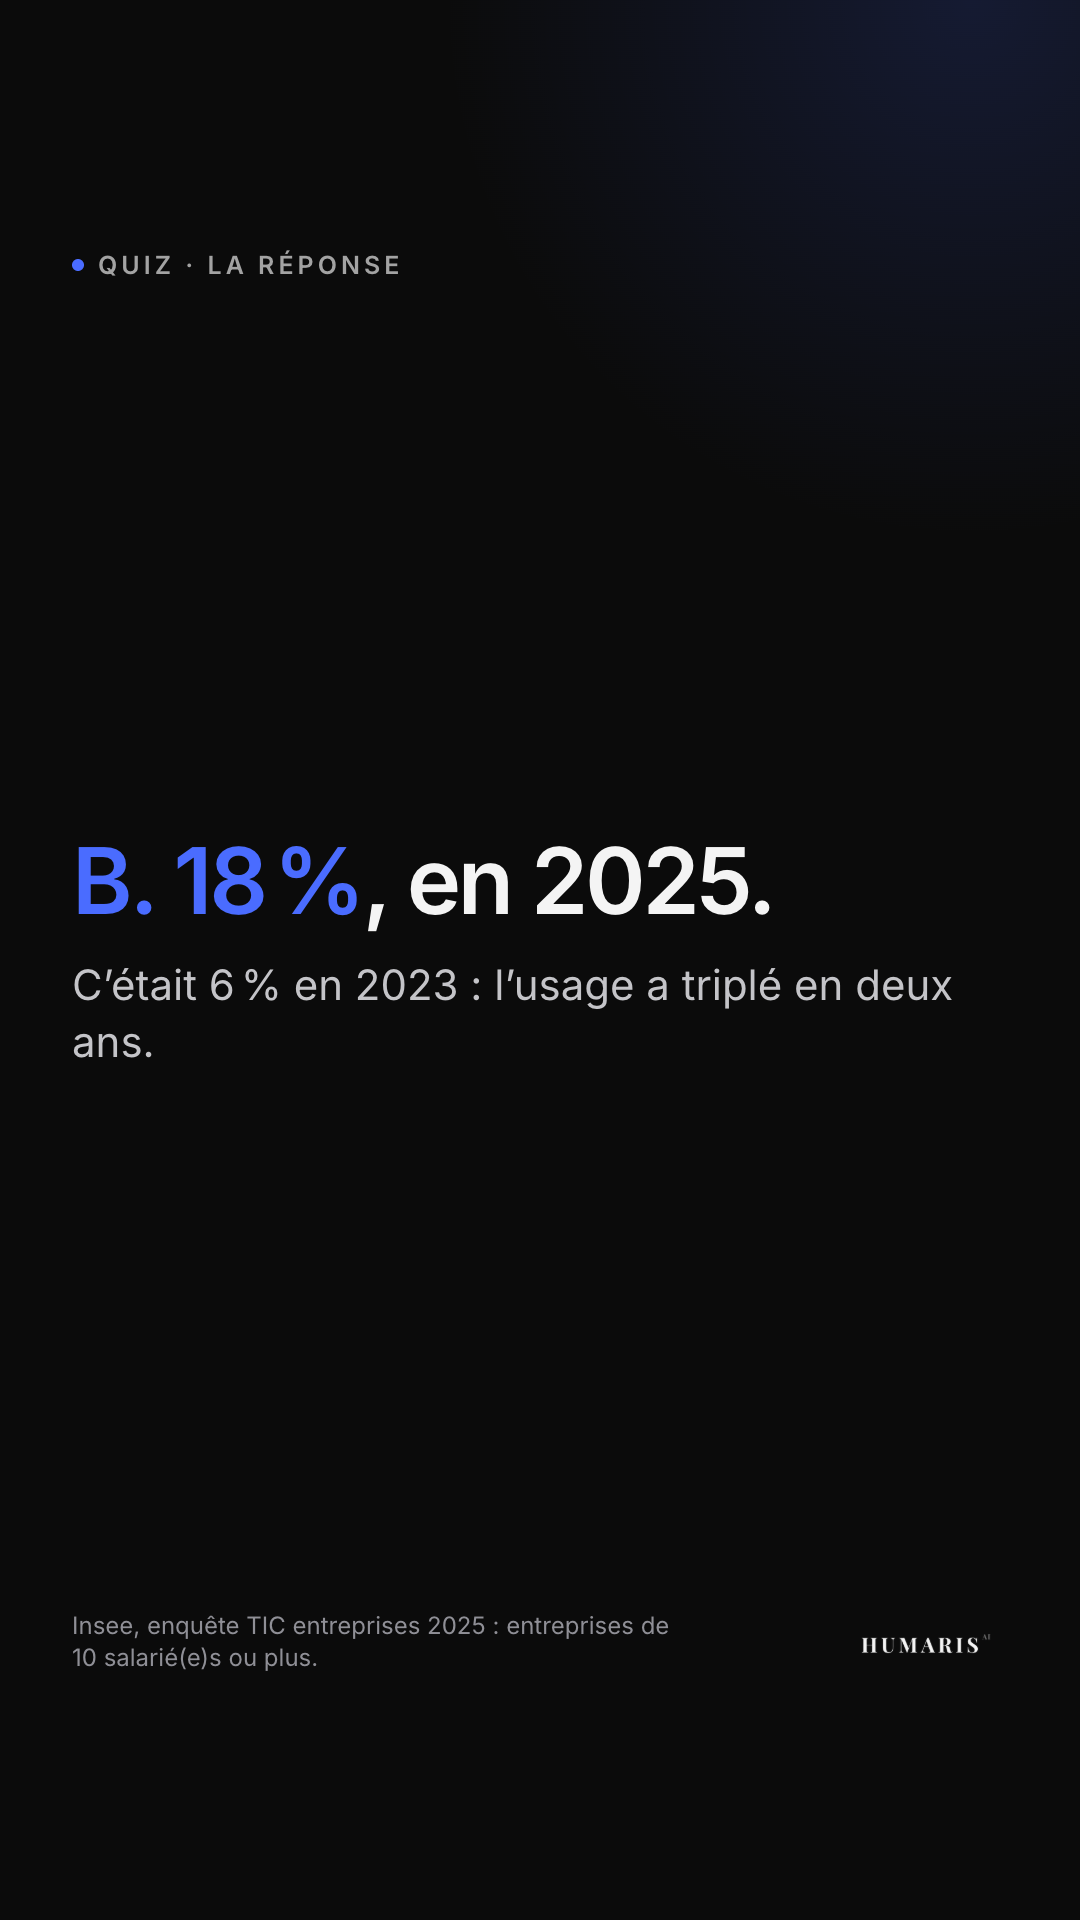 QUIZ · LA RÉPONSE
B. 18 %, en 2025.
C’était 6 % en 2023 : l’usage a triplé en deux
ans.
Insee, enquête TIC entreprises 2025 : entreprises de
10 salarié(e)s ou plus.
HUMARIS AI